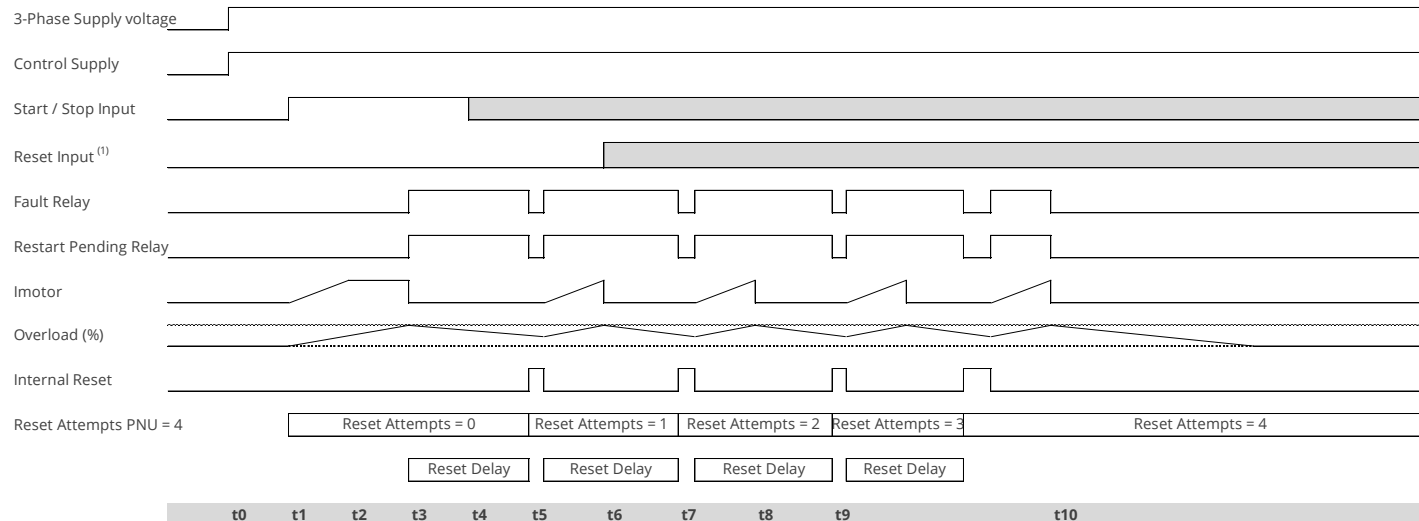 3-Phase Supply voltage
Control Supply
Start / Stop Input
Reset Input (1)
Fault Relay
Restart Pending Relay
Imotor
Overload (%)
Internal Reset
Reset Attempts PNU = 4
Reset Attempts = 0
Reset Attempts = 1
Reset Attempts = 2
Reset Attempts = 3
Reset Attempts = 4
Reset Delay
Reset Delay
Reset Delay
Reset Delay
t0 t1 t2 t3 t4 t5 t6 t7 t8 t9 t10